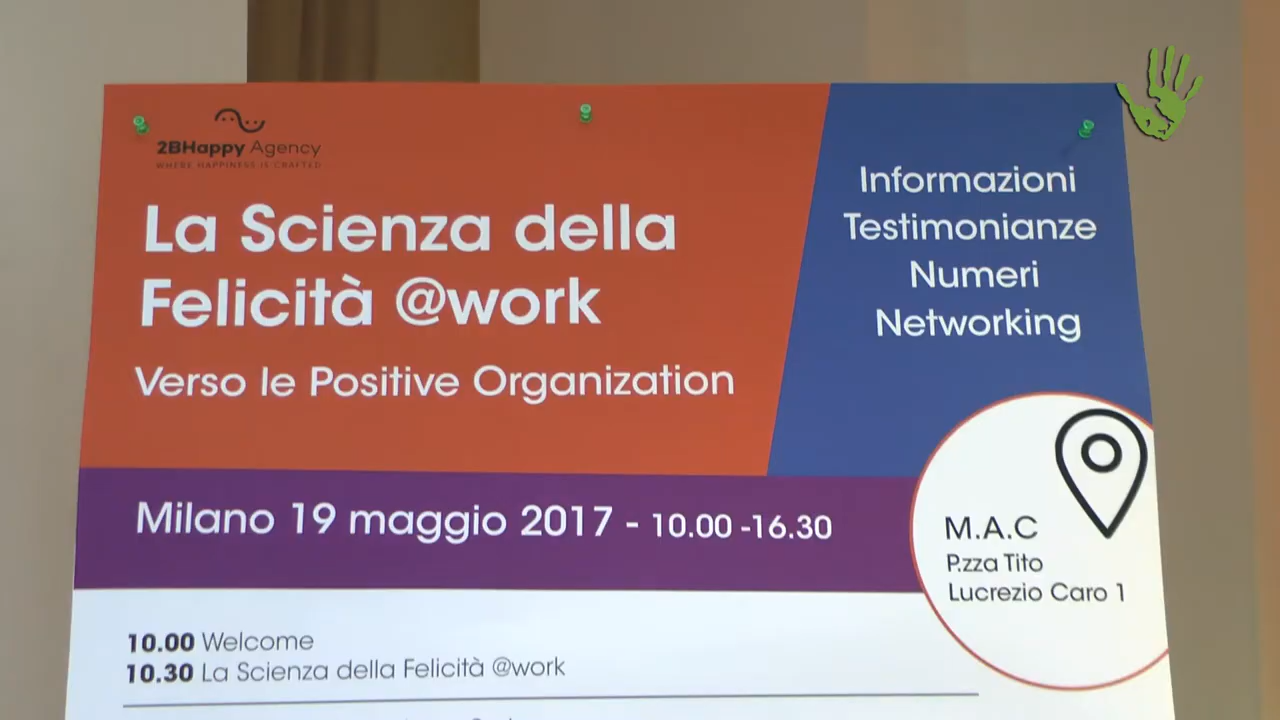 2BHappy Agency
WHERE HAPPINESS IS CRAFTED
La Scienza della
Felicità @work
Verso le Positive Organization
Informazioni
Testimonianze
Numeri
Networking
Milano 19 maggio 2017 - 10.00 -16.30
M.A.C
P.zza Tito
Lucrezio Caro 1
10.00 Welcome
10.30 La Scienza della Felicità @work